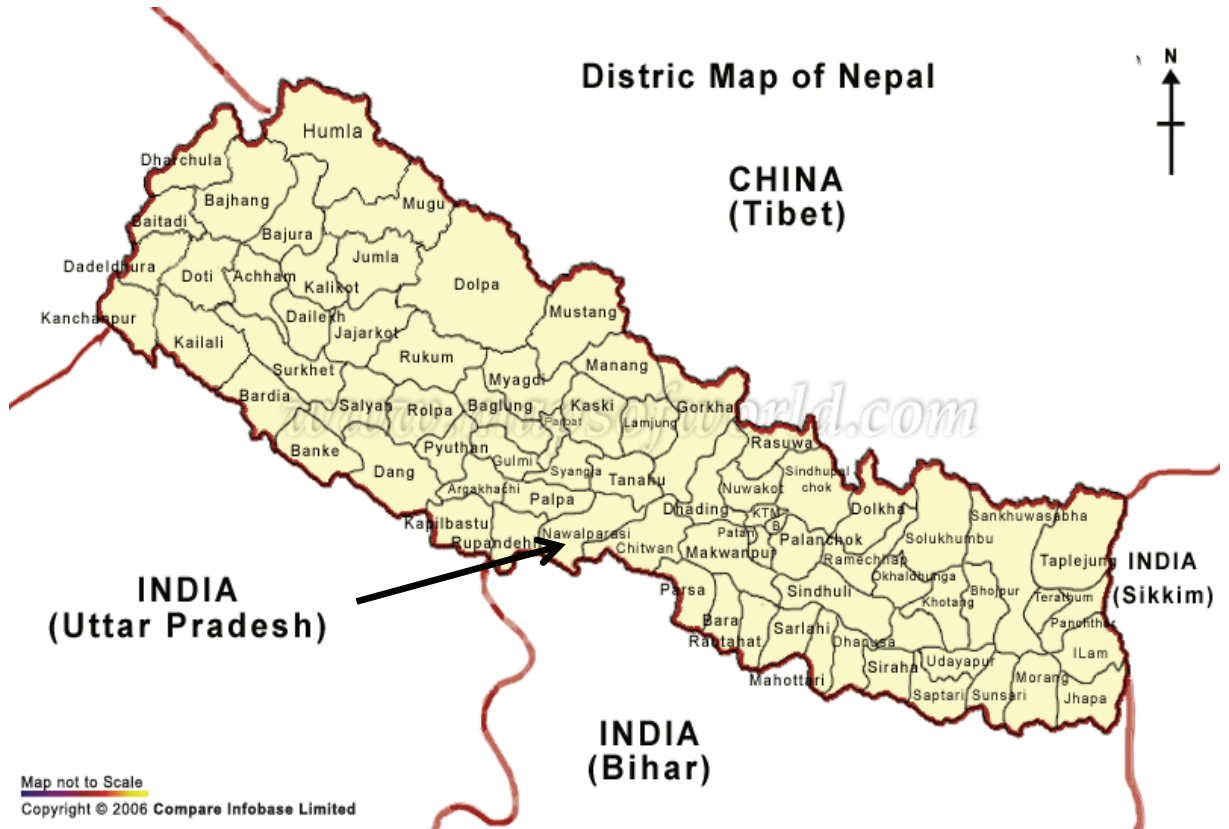 N
Distric Map of Nepal
Humla
CHINA
(Tibet)
Dharchula
Bajhang
Mugu
Baitadi
Bajura
Jumla
Dadeldhura
Doti
Achham
Kalikot
Dolpa
Mustang
Kanchanpur
Dailekh
Jajarkot
Kailali
Rukum
Manang
Surkhet
Myagdi
Bardia
Salyan
Rolpa
Baglung
Kaski
Gorkha
www.mapsofworld.com
Parbat
Lamjung
Rasuwa
Banke
Pyuthan
Gulmi
Syangja
Sindhupal
chok
Dang
Tanahu
Nuwakot
Argakhachi
Palpa
Dhading
KTM
Dolkha
Sankhuwasabha
Kapilbastu
B
Rupandehi
Nawalparasi
Patan
Palanchok
Solukhumbu
Chitwan
Makwanpur
Ramechhap
Taplejung
INDIA
(Sikkim)
Okhaldhunga
INDIA
(Uttar Pradesh)
Parsa
Sindhuli
Khotang
Bhojpur
Terathum
Bara
Sarlahi
Panchthar
Rautahat
Dhanusa
ILam
Mahottari
Siraha
Udayapur
Morang
Saptari
Sunsari
Jhapa
INDIA
(Bihar)
Map not to Scale
Copyright © 2006 Compare Infobase Limited